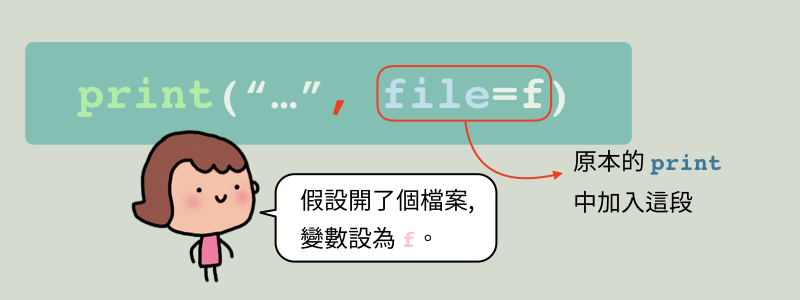 print(“…”, file=f)
原本的 print
中加入這段
假設開了個檔案,
變數設為 f。